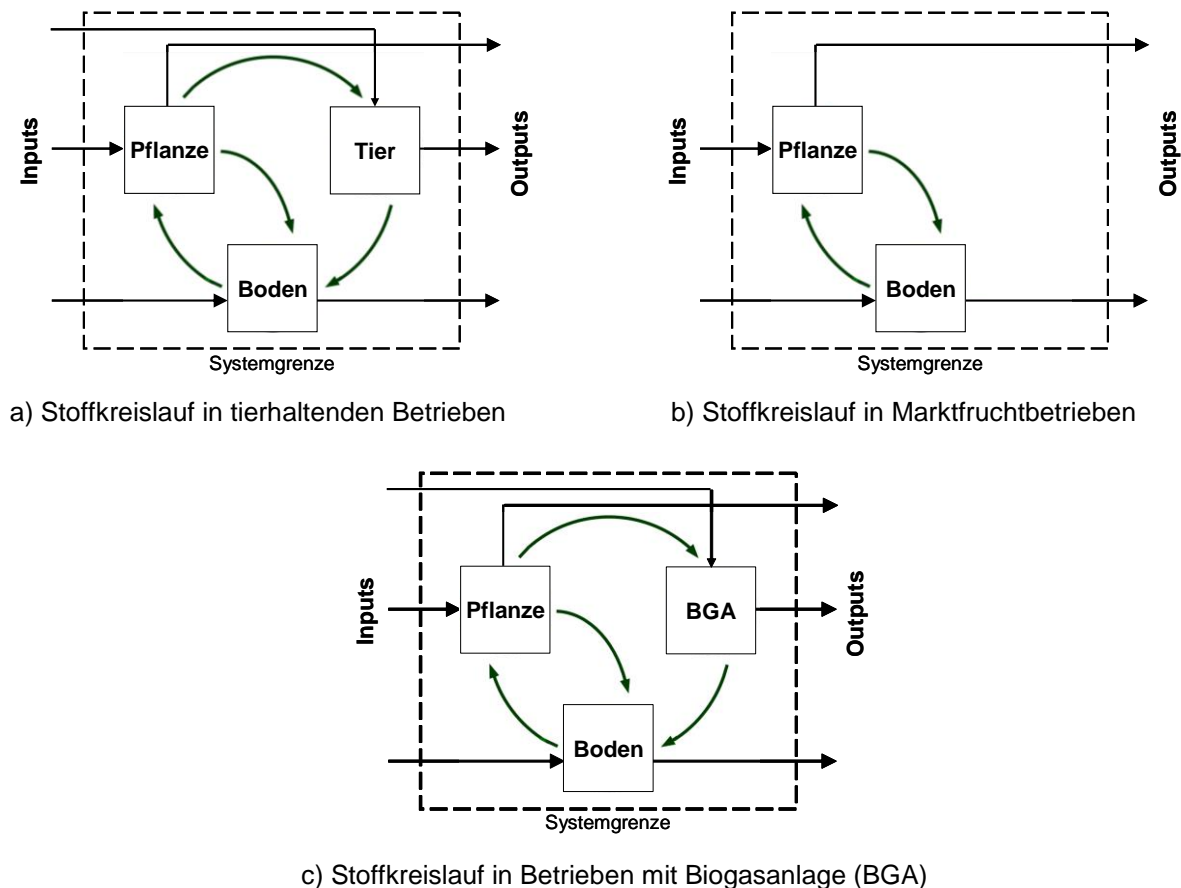 Inputs
Pflanze
Tier
Outputs
Boden
Systemgrenze
a) Stoffkreislauf in tierhaltenden Betrieben
Inputs
Pflanze
Outputs
Boden
Systemgrenze
b) Stoffkreislauf in Marktfruchtbetrieben
Inputs
Pflanze
BGA
Outputs
Boden
Systemgrenze
c) Stoffkreislauf in Betrieben mit Biogasanlage (BGA)